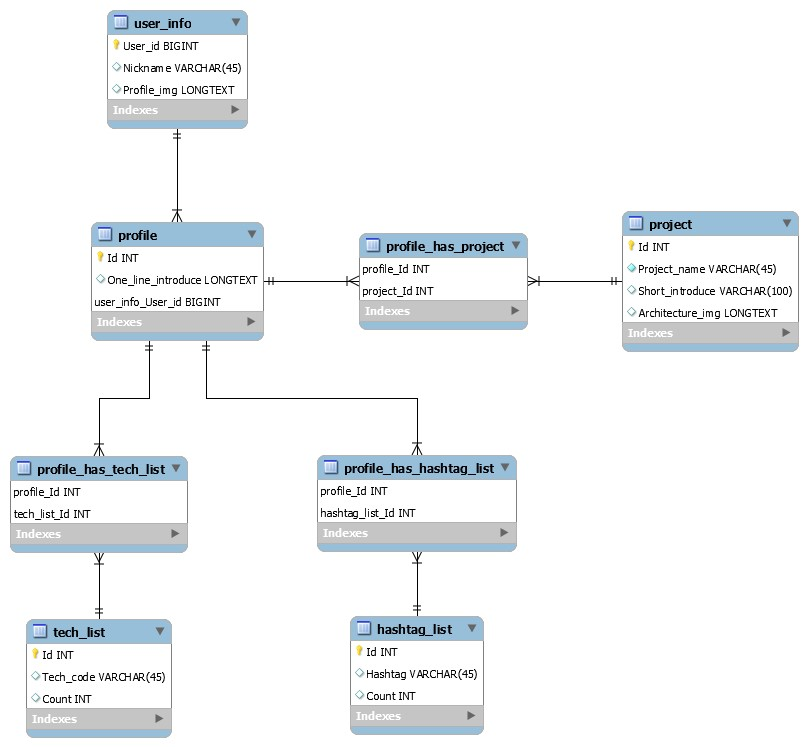 user_info
User_id BIGINT
Nickname VARCHAR(45)
Profile_img LONGTEXT
Indexes
profile
Id INT
One_line_introduce LONGTEXT
user_info_User_id BIGINT
Indexes
profile_has_project
profile_Id INT
project_Id INT
Indexes
project
Id INT
Project_name VARCHAR(45)
Short_introduce VARCHAR(100)
Architecture_img LONGTEXT
Indexes
profile_has_tech_list
profile_Id INT
tech_list_Id INT
Indexes
profile_has_hashtag_list
profile_Id INT
hashtag_list_Id INT
Indexes
tech_list
Id INT
Tech_code VARCHAR(45)
Count INT
Indexes
hashtag_list
Id INT
Hashtag VARCHAR(45)
Count INT
Indexes